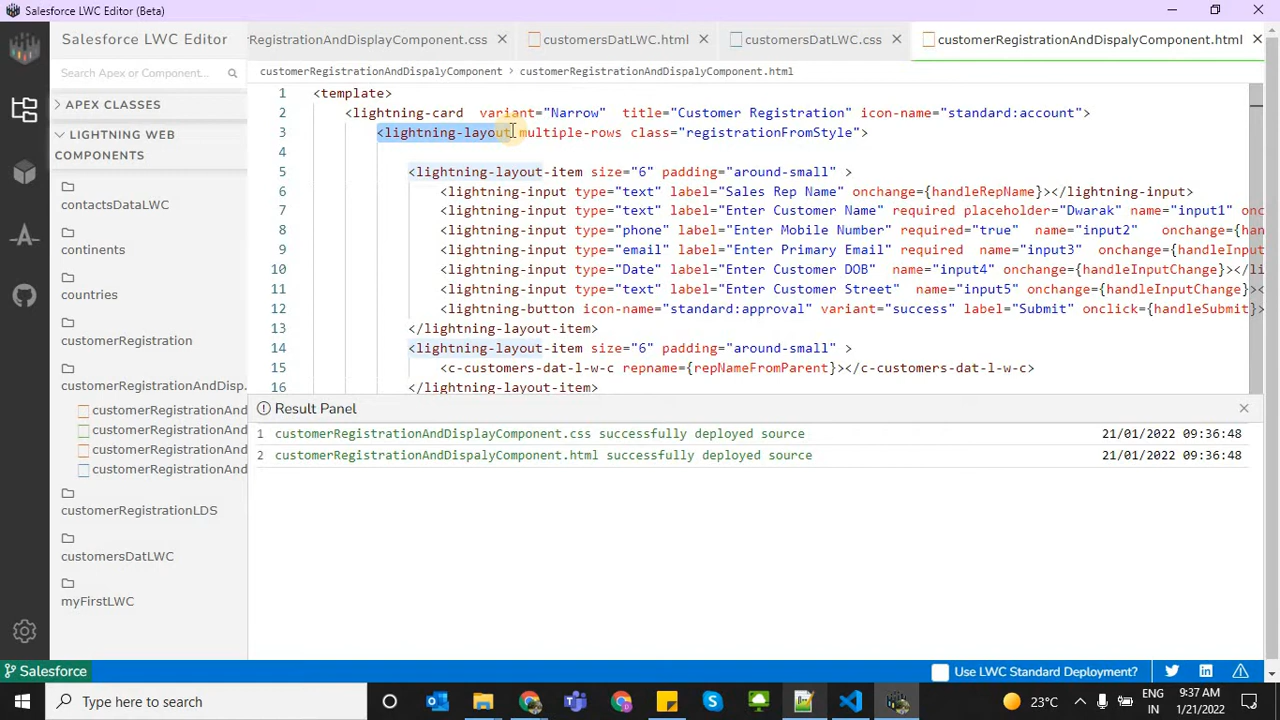 Salesforce LWC Editor (Beta)
Salesforce LWC Editor
RegistrationAndDisplayComponent.css
customersDatLWC.html
customersDatLWC.css
customerRegistrationAndDispalyComponent.html
Search Apex or Component...
customerRegistrationAndDispalyComponent > customerRegistrationAndDispalyComponent.html
APEX CLASSES
LIGHTNING WEB
COMPONENTS
contactsDataLWC
continents
countries
customerRegistration
customerRegistrationAndDisp.
customerRegistrationAnd
customerRegistrationAnd
customerRegistrationAnd
customerRegistrationAnd
customerRegistrationLDS
customersDatLWC
myFirstLWC
1 <template>
2 <lightning-card variant="Narrow" title="Customer Registration" icon-name="standard:account">
3 <lightning-layout multiple-rows class="registrationFromStyle">
4
5 <lightning-layout-item size="6" padding="around-small" >
6 <lightning-input type="text" label="Sales Rep Name" onchange={handleRepName}></lightning-input>
7 <lightning-input type="text" label="Enter Customer Name" required placeholder="Dwarak" name="input1" onc
8 <lightning-input type="phone" label="Enter Mobile Number" required="true" name="input2" onchange={han
9 <lightning-input type="email" label="Enter Primary Email" required name="input3" onchange={handleInput
10 <lightning-input type="Date" label="Enter Customer DOB" name="input4" onchange={handleInputChange}></li
11 <lightning-input type="text" label="Enter Customer Street" name="input5" onchange={handleInputChange}><
12 <lightning-button icon-name="standard:approval" variant="success" label="Submit" onclick={handleSubmit}>
13 </lightning-layout-item>
14 <lightning-layout-item size="6" padding="around-small" >
15 <c-customers-dat-l-w-c repname={repNameFromParent}></c-customers-dat-l-w-c>
16 </lightning-layout-item>
Result Panel
1 customerRegistrationAndDisplayComponent.css successfully deployed source 21/01/2022 09:36:48
2 customerRegistrationAndDispalyComponent.html successfully deployed source 21/01/2022 09:36:48
Salesforce
Use LWC Standard Deployment?
Type here to search
23°C
ENG
IN
9:37 AM
1/21/2022